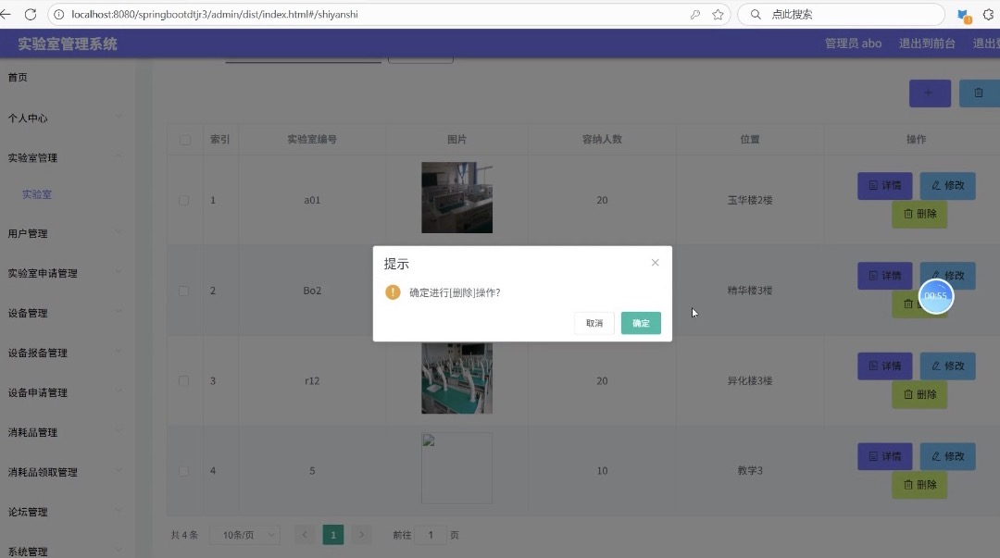 localhost:8080/springbootdtjr3/admin/dist/index.html#/shiyanshi
点此搜索
实验室管理系统
管理员 abo
退出到前台
首页
个人中心
实验室管理
实验室
用户管理
实验室申请管理
设备管理
设备报备管理
设备申请管理
消耗品管理
消耗品领取管理
论坛管理
系统管理
索引 实验室编号 图片 容纳人数 位置 操作
1 a01 20 玉华楼2楼 详情 修改
删除
2 Bo2 精华楼3楼 详情 修改
00:55
3 r12 20 异化楼3楼 详情 修改
删除
4 5 10 教学3 详情 修改
删除
提示
确定进行[删除]操作?
取消 确定
共 4 条 10条/页 1 前往 1 页